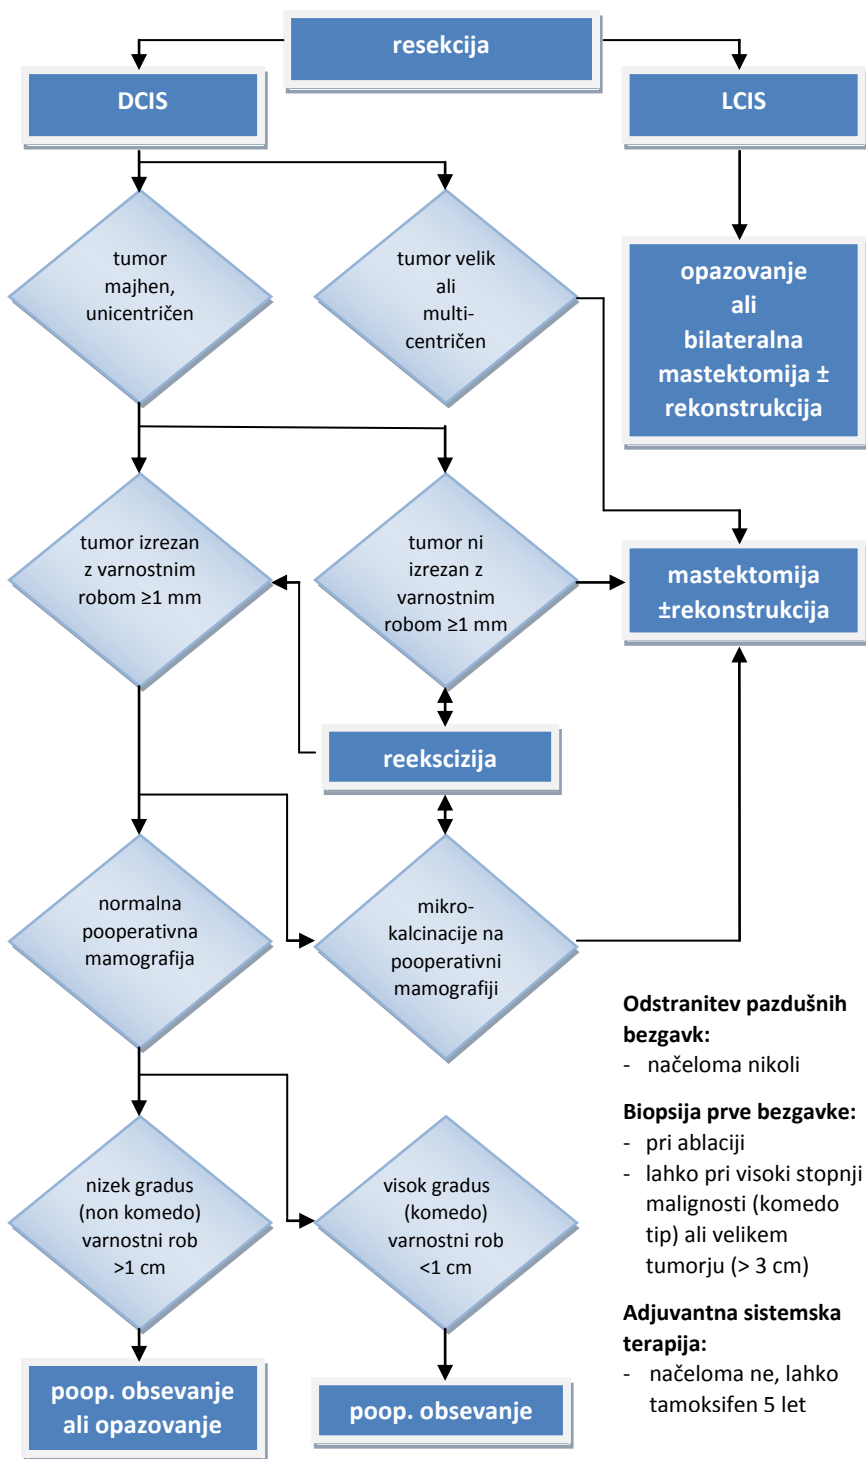 resekcija
DCIS
LCIS
tumor
majhen,
unicentričen
tumor velik
ali
multi-
centričen
opazovanje
ali
bilateralna
mastektomija ±
rekonstrukcija
tumor izrezan
z varnostnim
robom ≥1 mm
tumor ni
izrezan z
varnostnim
robom ≥1 mm
mastektomija
±rekonstrukcija
reekscizija
normalna
pooperativna
mamografija
mikro-
kalcinacije na
pooperativni
mamografiji
nizek gradus
(non komedo)
varnostni rob
>1 cm
visok gradus
(komedo)
varnostni rob
<1 cm
poop. obsevanje
ali opazovanje
poop. obsevanje
Odstranitev pazdušnih
bezgavk:
- načeloma nikoli
Biopsija prve bezgavke:
- pri ablaciji
- lahko pri visoki stopnji
malignosti (komedo
tip) ali velikem
tumorju (> 3 cm)
Adjuvantna sistemska
terapija:
- načeloma ne, lahko
tamoksifen 5 let